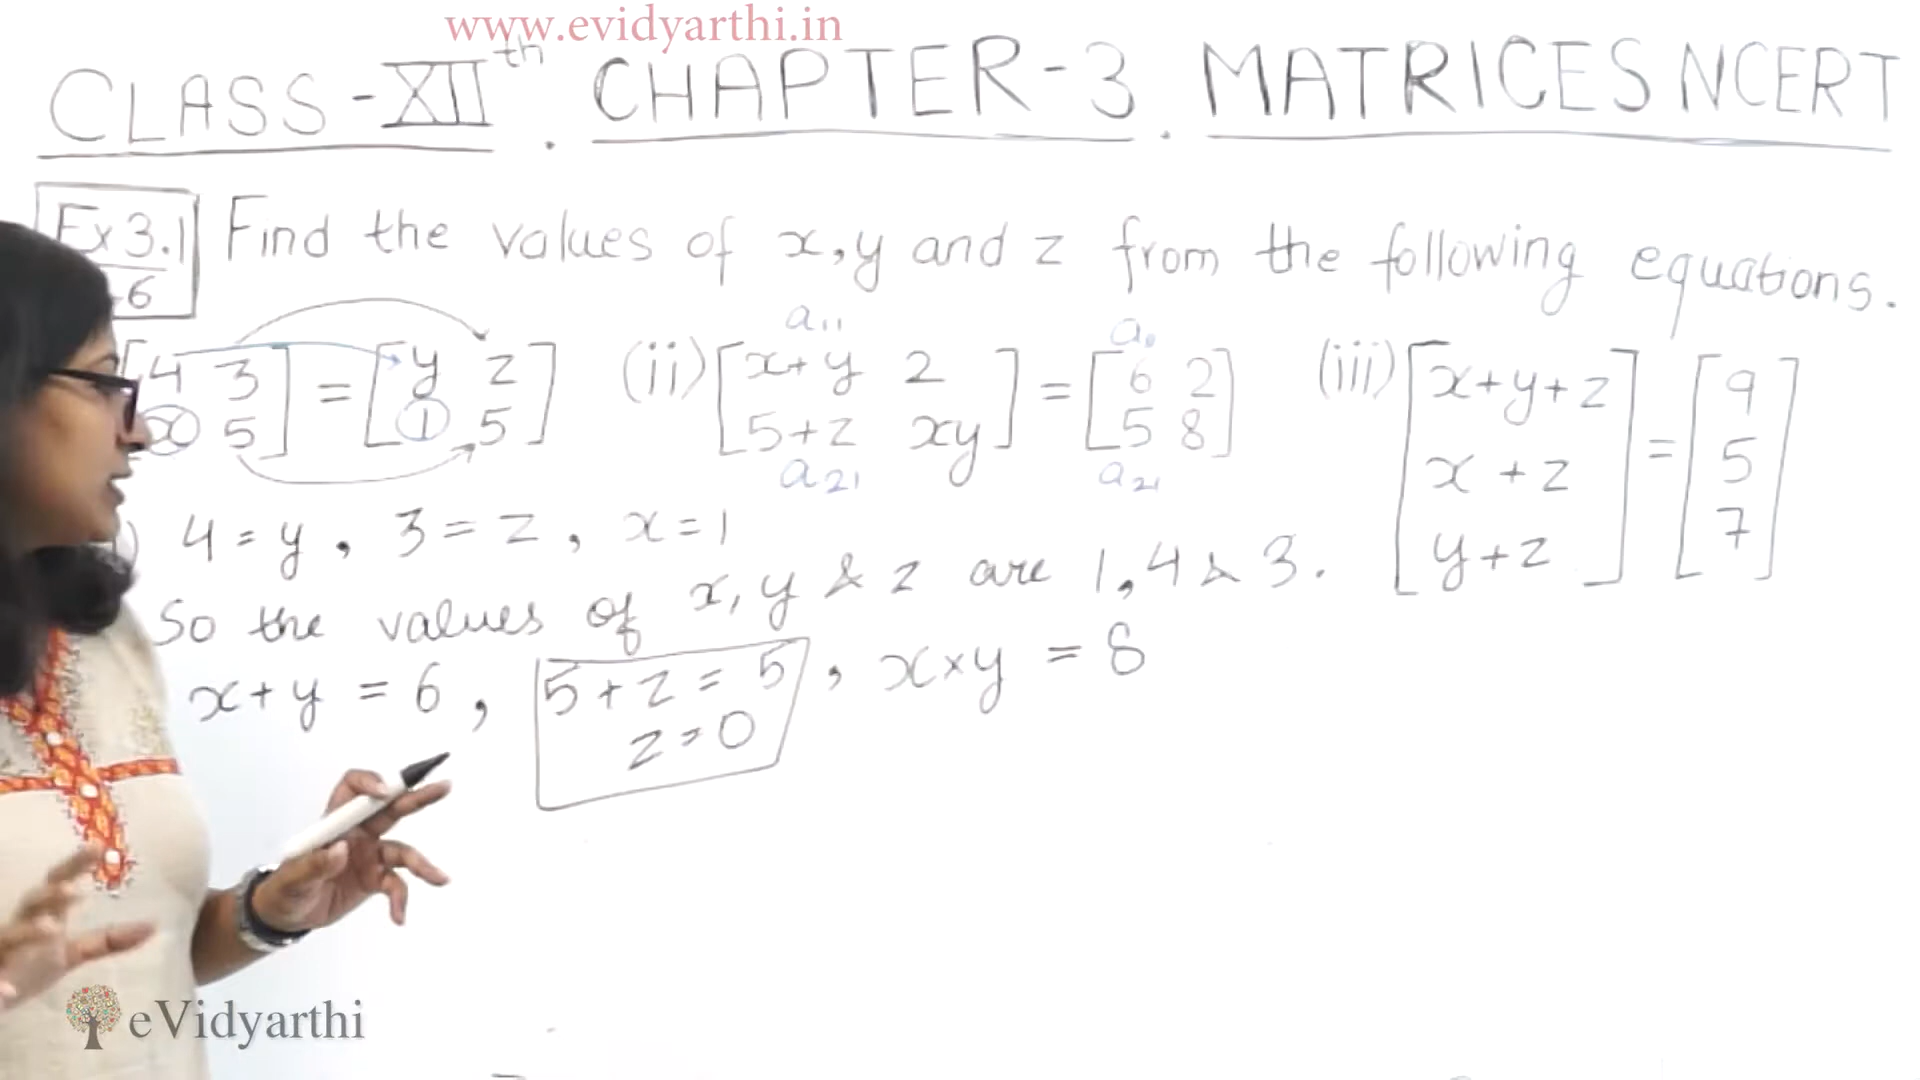 www.evidyarthi.in
CLASS-XIIth . CHAPTER-3 . MATRICES NCERT
Ex 3.1 Find the values of x,y and z from the following equations.
6
[4 3] = [y z] (ii) [x+y 2] = [6 2] (iii) [x+y+z] = [9]
[x 5] [1 5] [5+z xy] [5 8] [x+z] [5]
[y+z] [7]
a11
a21 a21
4=y, 3=z, x=1
So the values of x, y & z are 1,4 & 3.
x+y = 6, 5+z = 5, x×y = 8
z=0
eVidyarthi